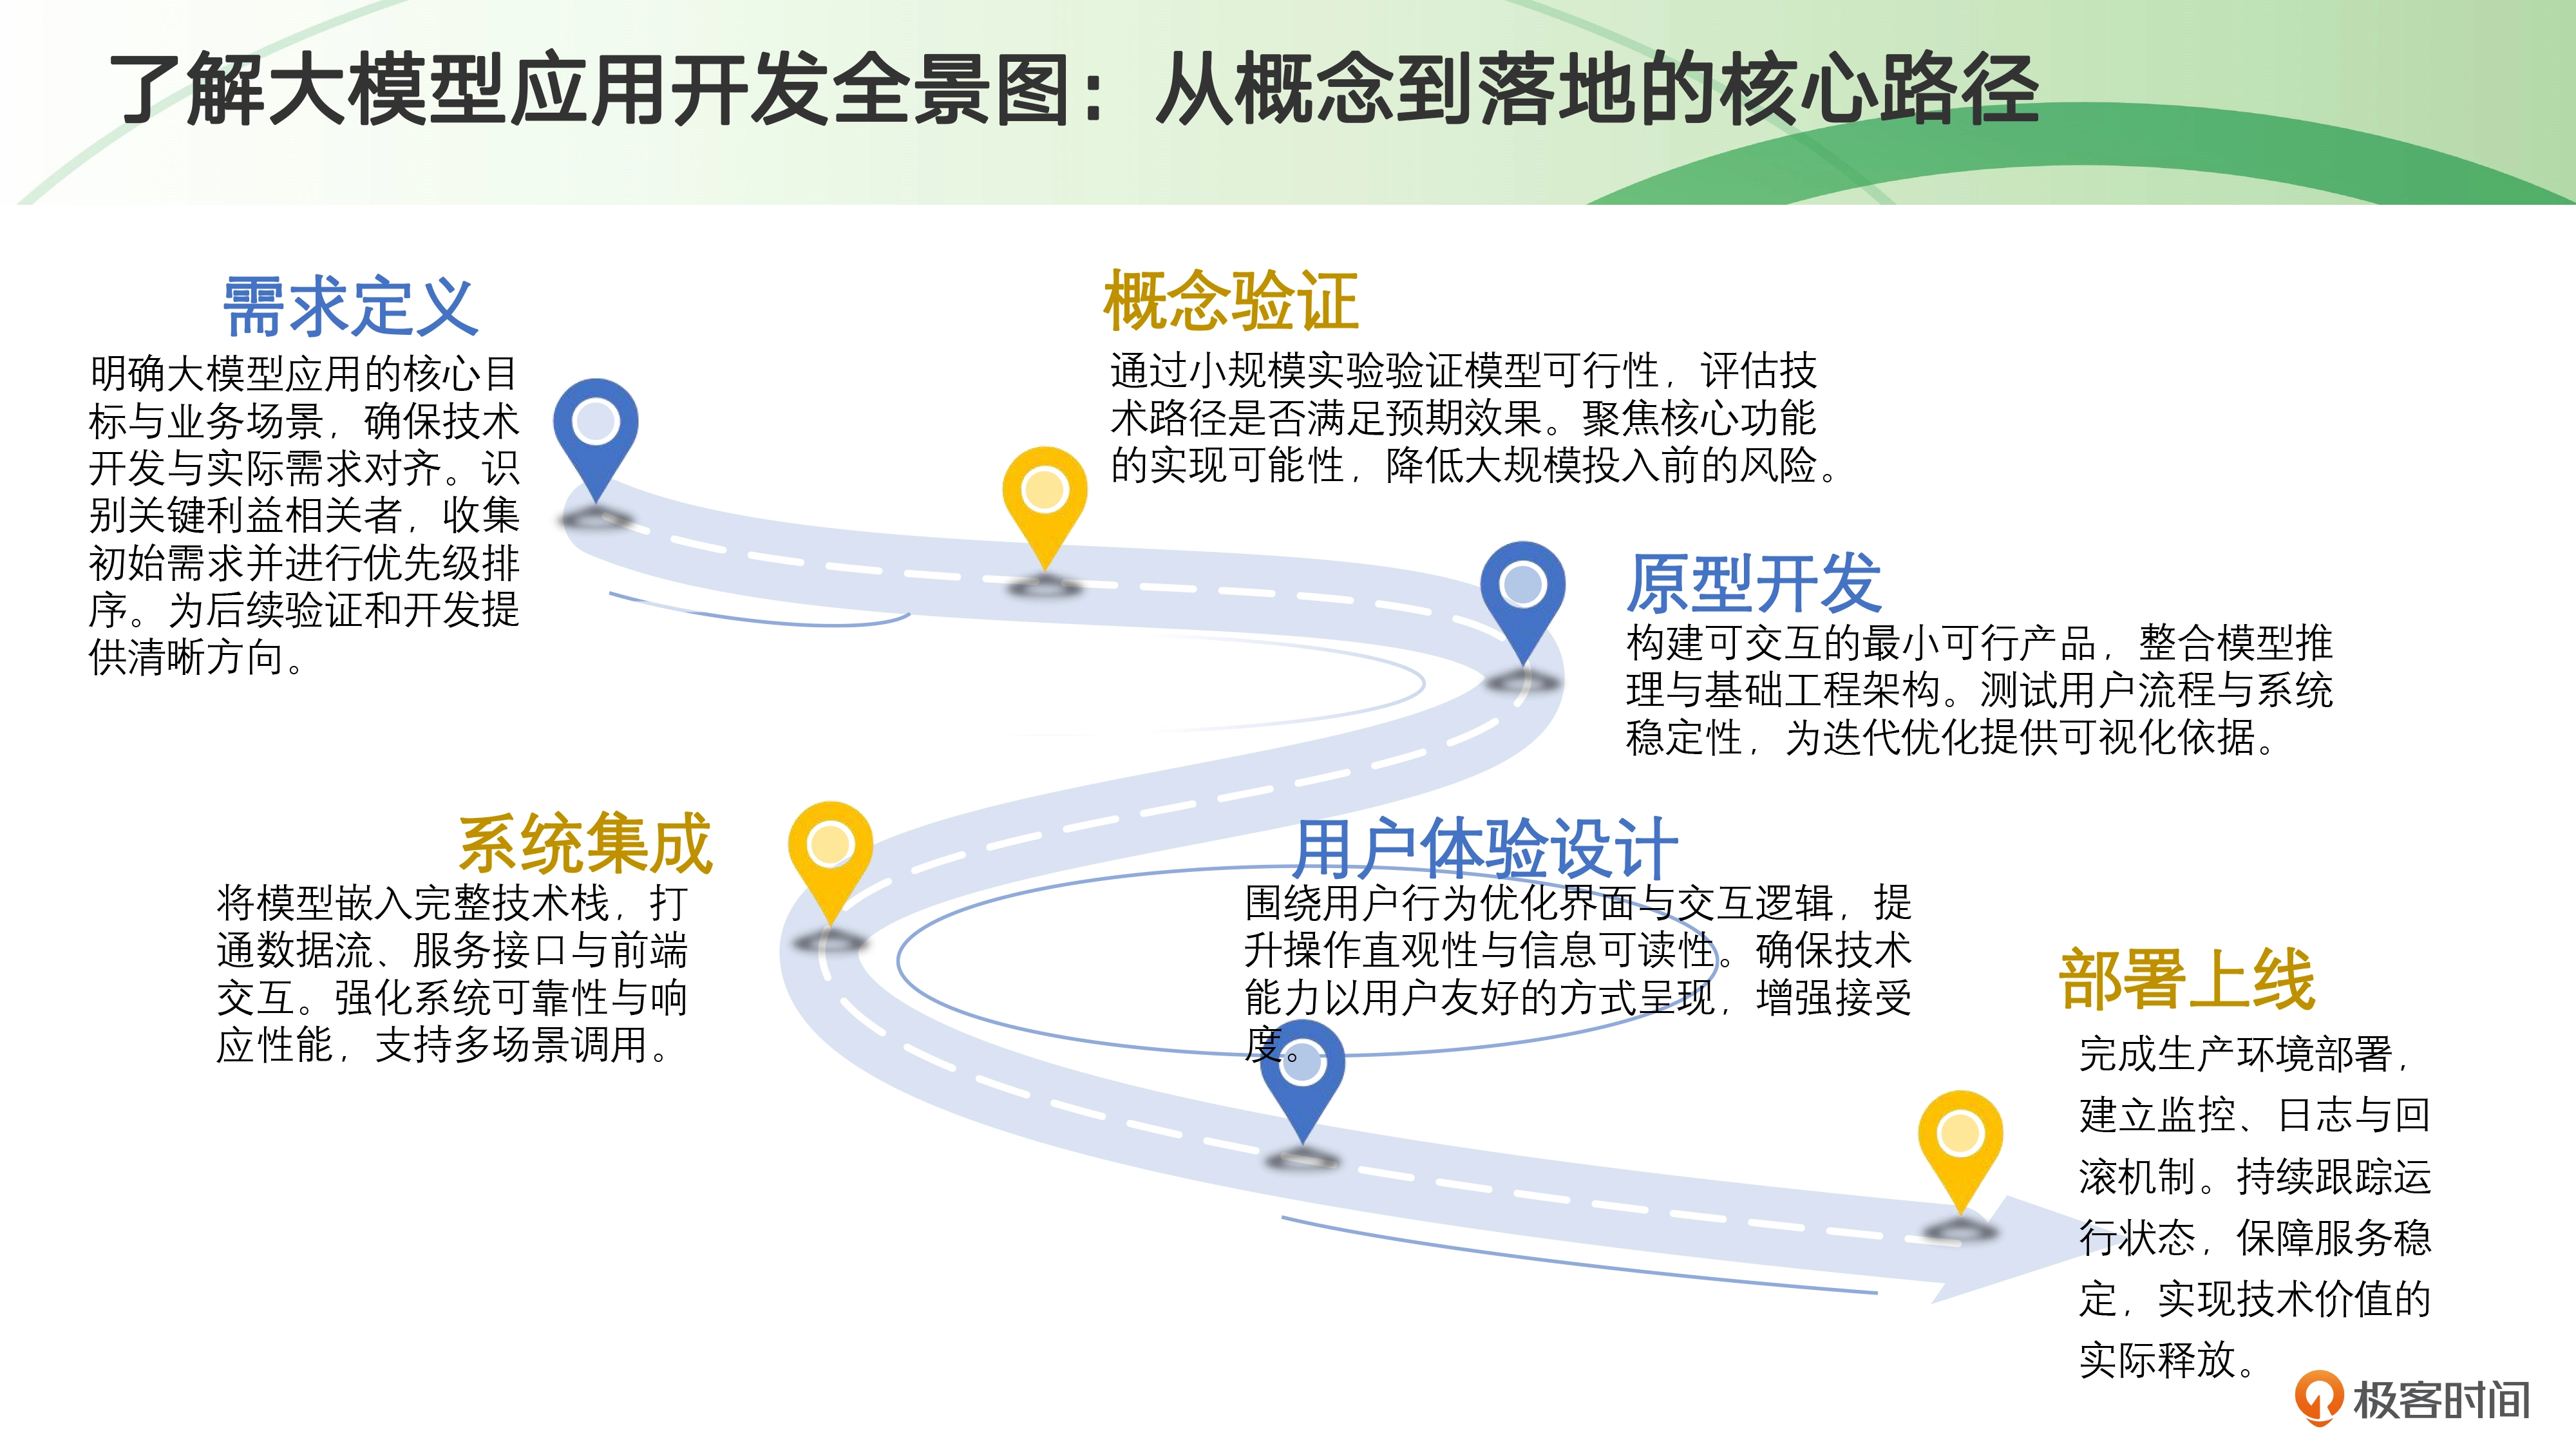 了解大模型应用开发全景图：从概念到落地的核心路径
需求定义
明确大模型应用的核心目
标与业务场景，确保技术
开发与实际需求对齐。识
别关键利益相关者，收集
初始需求并进行优先级排
序。为后续验证和开发提
供清晰方向。
概念验证
通过小规模实验验证模型可行性，评估技
术路径是否满足预期效果。聚焦核心功能
的实现可能性，降低大规模投入前的风险。
原型开发
构建可交互的最小可行产品，整合模型推
理与基础工程架构。测试用户流程与系统
稳定性，为迭代优化提供可视化依据。
系统集成
将模型嵌入完整技术栈，打
通数据流、服务接口与前端
交互。强化系统可靠性与响
应性能，支持多场景调用。
用户体验设计
围绕用户行为优化界面与交互逻辑，提
升操作直观性与信息可读性。确保技术
能力以用户友好的方式呈现，增强接受
度。
部署上线
完成生产环境部署，
建立监控、日志与回
滚机制。持续跟踪运
行状态，保障服务稳
定，实现技术价值的
实际释放。
极客时间